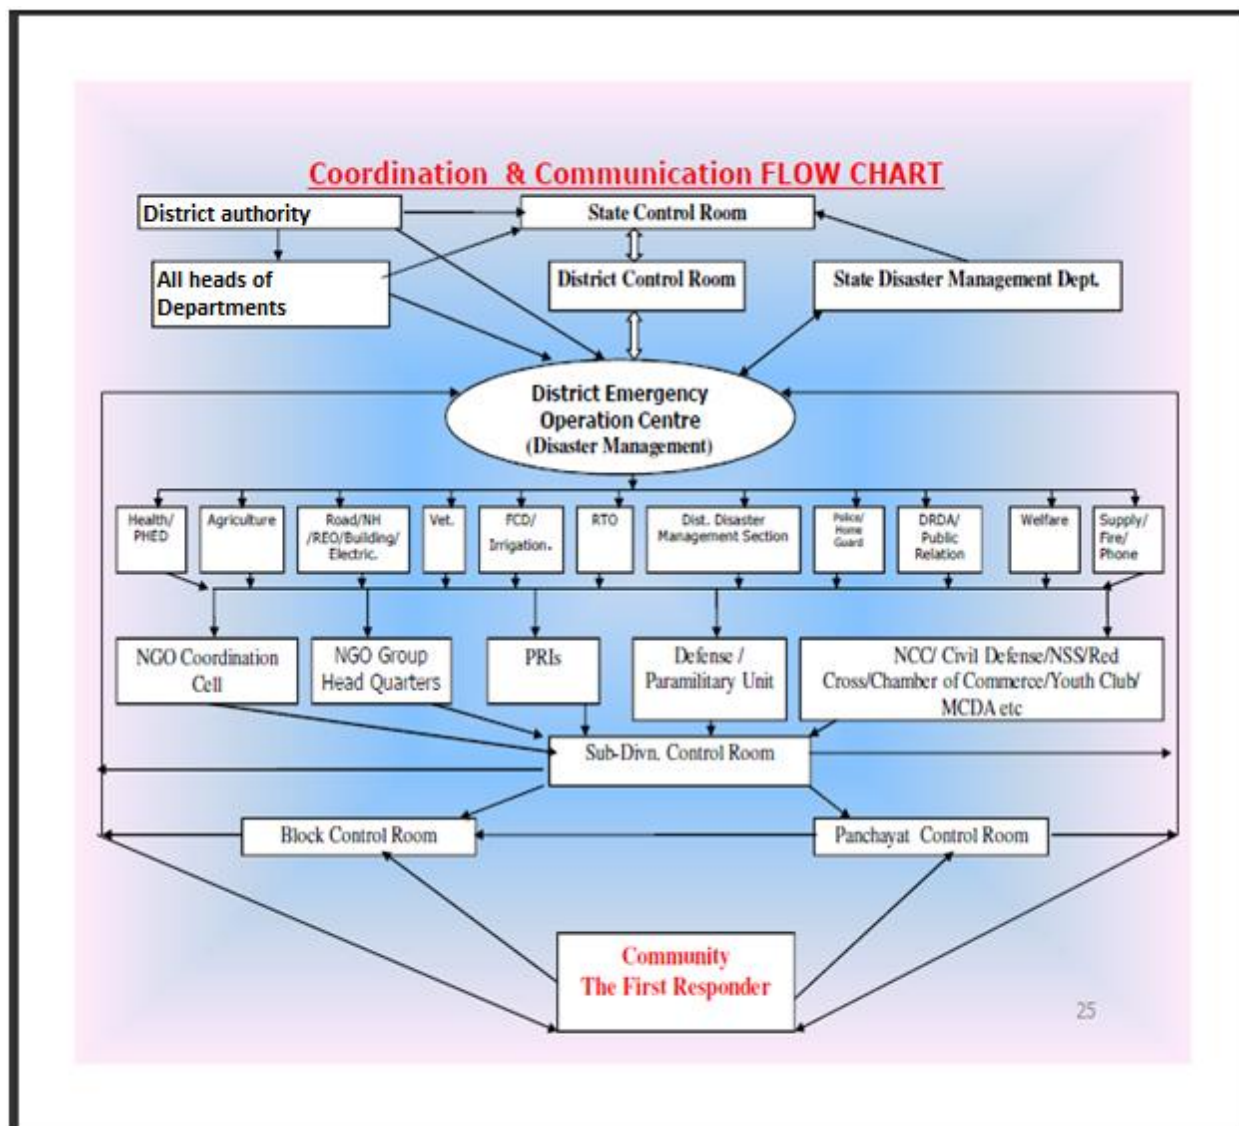 Coordination & Communication FLOW CHART
District authority
State Control Room
All heads of
Departments
District Control Room
State Disaster Management Dept.
District Emergency
Operation Centre
(Disaster Management)
Health/
PHED
Agriculture
Road/NH
/REO/Building/
Electric.
Vet.
FCD/
Irrigation.
RTO
Dist. Disaster
Management Section
Police/
Home
Guard
DRDA/
Public
Relation
Welfare
Supply/
Fire/
Phone
NGO Coordination
Cell
NGO Group
Head Quarters
PRIs
Defense /
Paramilitary Unit
NCC/ Civil Defense/NSS/Red
Cross/Chamber of Commerce/Youth Club/
MCDA etc
Sub-Divn. Control Room
Block Control Room
Panchayat Control Room
Community
The First Responder
25